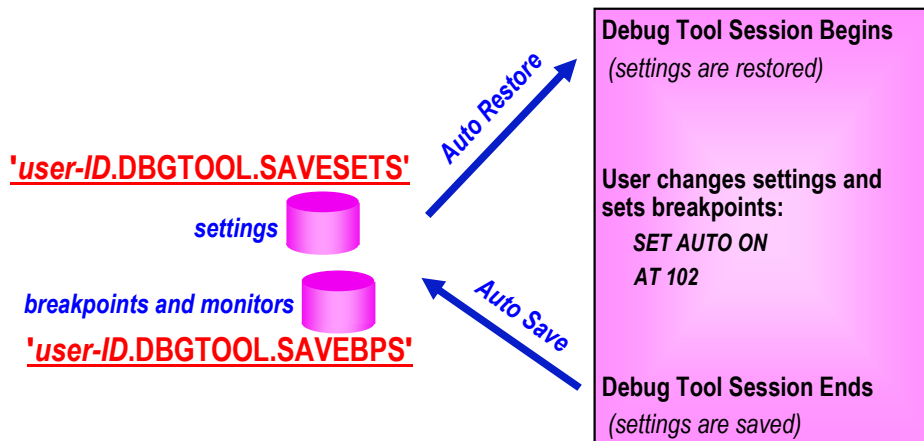 'user-ID.DBGTOOL.SAVESETS'
settings
breakpoints and monitors
'user-ID.DBGTOOL.SAVEBPS'
Auto Restore
Auto Save
Debug Tool Session Begins
(settings are restored)
User changes settings and
sets breakpoints:
SET AUTO ON
AT 102
Debug Tool Session Ends
(settings are saved)